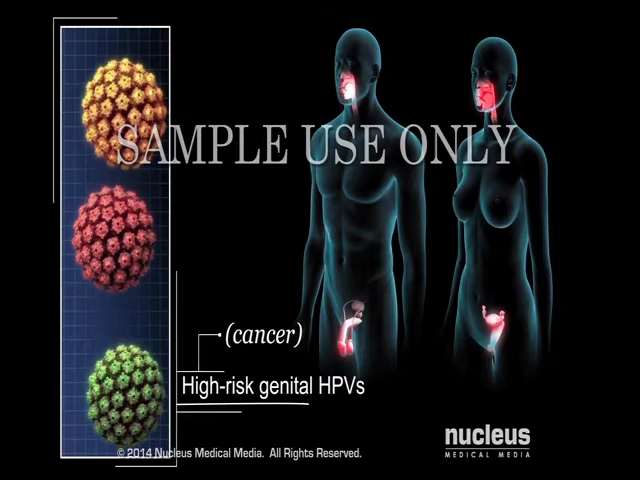 SAMPLE USE ONLY
(cancer)
High-risk genital HPVs
© 2014 Nucleus Medical Media. All Rights Reserved.
nucleus
MEDICAL MEDIA